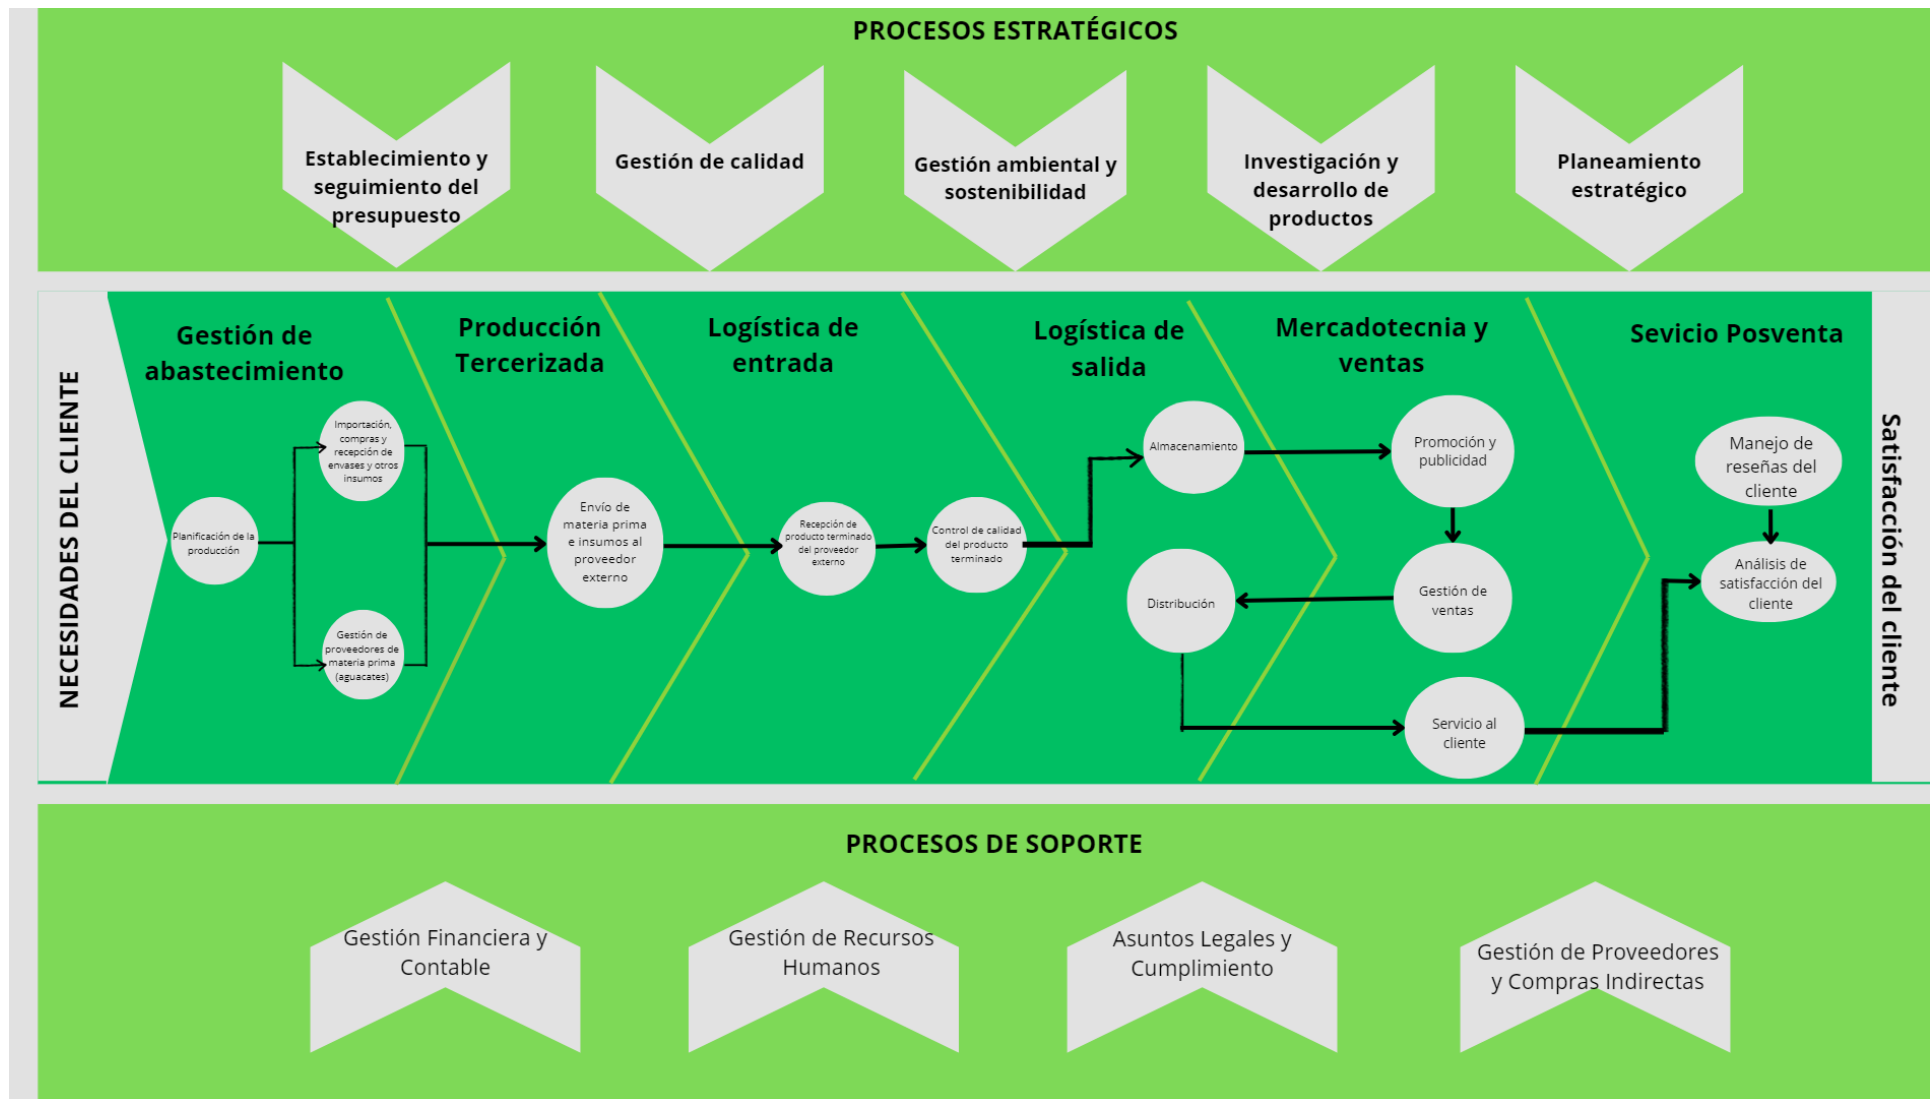 PROCESOS ESTRATÉGICOS
Establecimiento y
seguimiento del
presupuesto
Gestión de calidad
Gestión ambiental y
sostenibilidad
Investigación y
desarrollo de
productos
Planeamiento
estratégico
NECESIDADES DEL CLIENTE
Gestión de
abastecimiento
Planificación de la
producción
Importación,
compras y
recepción de
envases y otros
insumos
Gestión de
proveedores de
materia prima
(aguacates)
Producción
Tercerizada
Envío de
materia prima
e insumos al
proveedor
externo
Logística de
entrada
Recepción de
producto terminado
del proveedor
externo
Control de calidad
del producto
terminado
Logística de
salida
Almacenamiento
Distribución
Mercadotecnia y
ventas
Promoción y
publicidad
Gestión de
ventas
Servicio al
cliente
Sevicio Posventa
Manejo de
reseñas del
cliente
Análisis de
satisfacción del
cliente
Satisfacción del cliente
PROCESOS DE SOPORTE
Gestión Financiera y
Contable
Gestión de Recursos
Humanos
Asuntos Legales y
Cumplimiento
Gestión de Proveedores
y Compras Indirectas